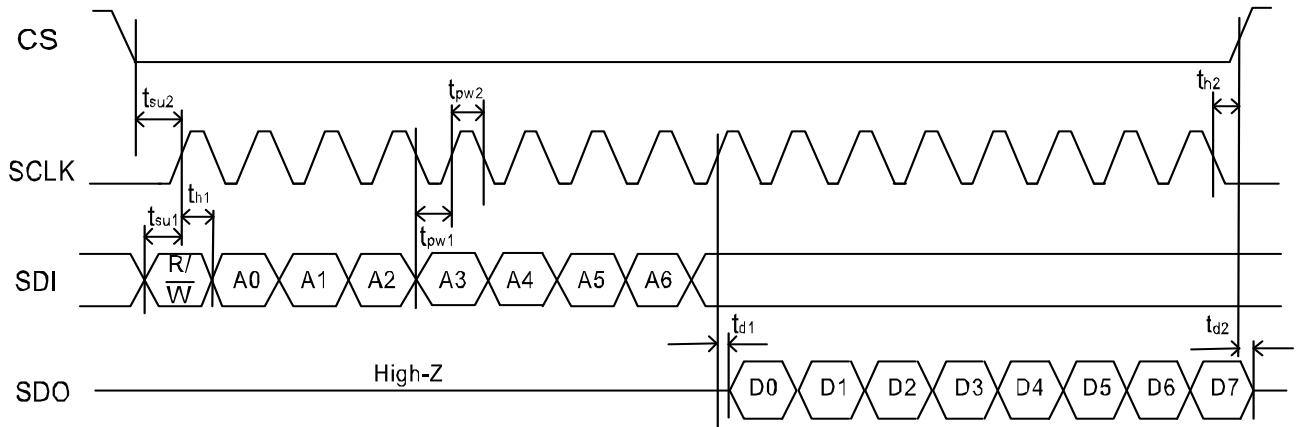 CS
tsu2
tpw2
th2
SCLK
tsu1
th1
tpw1
SDI
R/
W
A0 A1 A2 A3 A4 A5 A6
td1
td2
High-Z
SDO
D0 D1 D2 D3 D4 D5 D6 D7